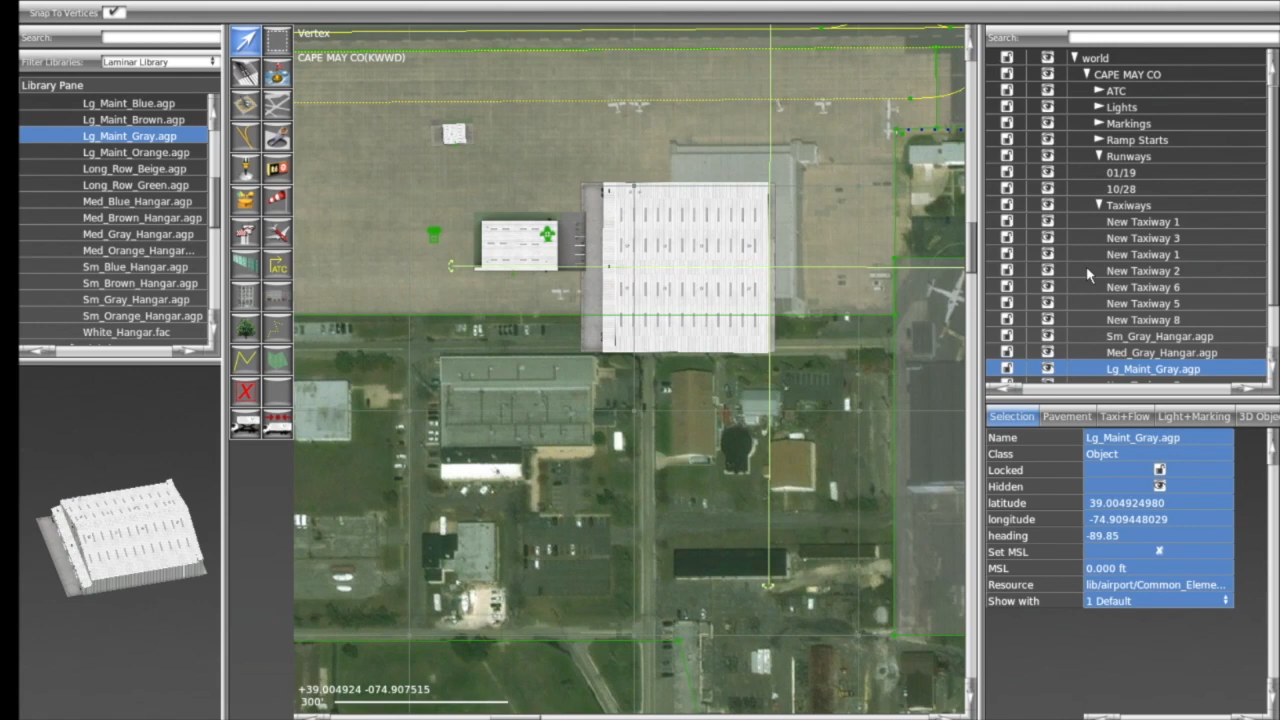 Snap To Vertices
Search:
Filter Libraries: Laminar Library
Library Pane
Lg_Maint_Blue.agp
Lg_Maint_Brown.agp
Lg_Maint_Gray.agp
Lg_Maint_Orange.agp
Long_Row_Beige.agp
Long_Row_Green.agp
Med_Blue_Hangar.agp
Med_Brown_Hangar.agp
Med_Gray_Hangar.agp
Med_Orange_Hangar...
Sm_Blue_Hangar.agp
Sm_Brown_Hangar.agp
Sm_Gray_Hangar.agp
Sm_Orange_Hangar.agp
White_Hangar.fac
ATC
Vertex
CAPE MAY CO(KWWD)
+39.004924 -074.907515
300'
Search:
world
CAPE MAY CO
ATC
Lights
Markings
Ramp Starts
Runways
01/19
10/28
Taxiways
New Taxiway 1
New Taxiway 3
New Taxiway 1
New Taxiway 2
New Taxiway 6
New Taxiway 5
New Taxiway 8
Sm_Gray_Hangar.agp
Med_Gray_Hangar.agp
Lg_Maint_Gray.agp
Selection Pavement Taxi+Flow Light+Marking 3D Obje
Name Lg_Maint_Gray.agp
Class Object
Locked
Hidden
latitude 39.004924980
longitude -74.909448029
heading -89.85
Set MSL
MSL 0.000 ft
Resource lib/airport/Common_Eleme...
Show with 1 Default